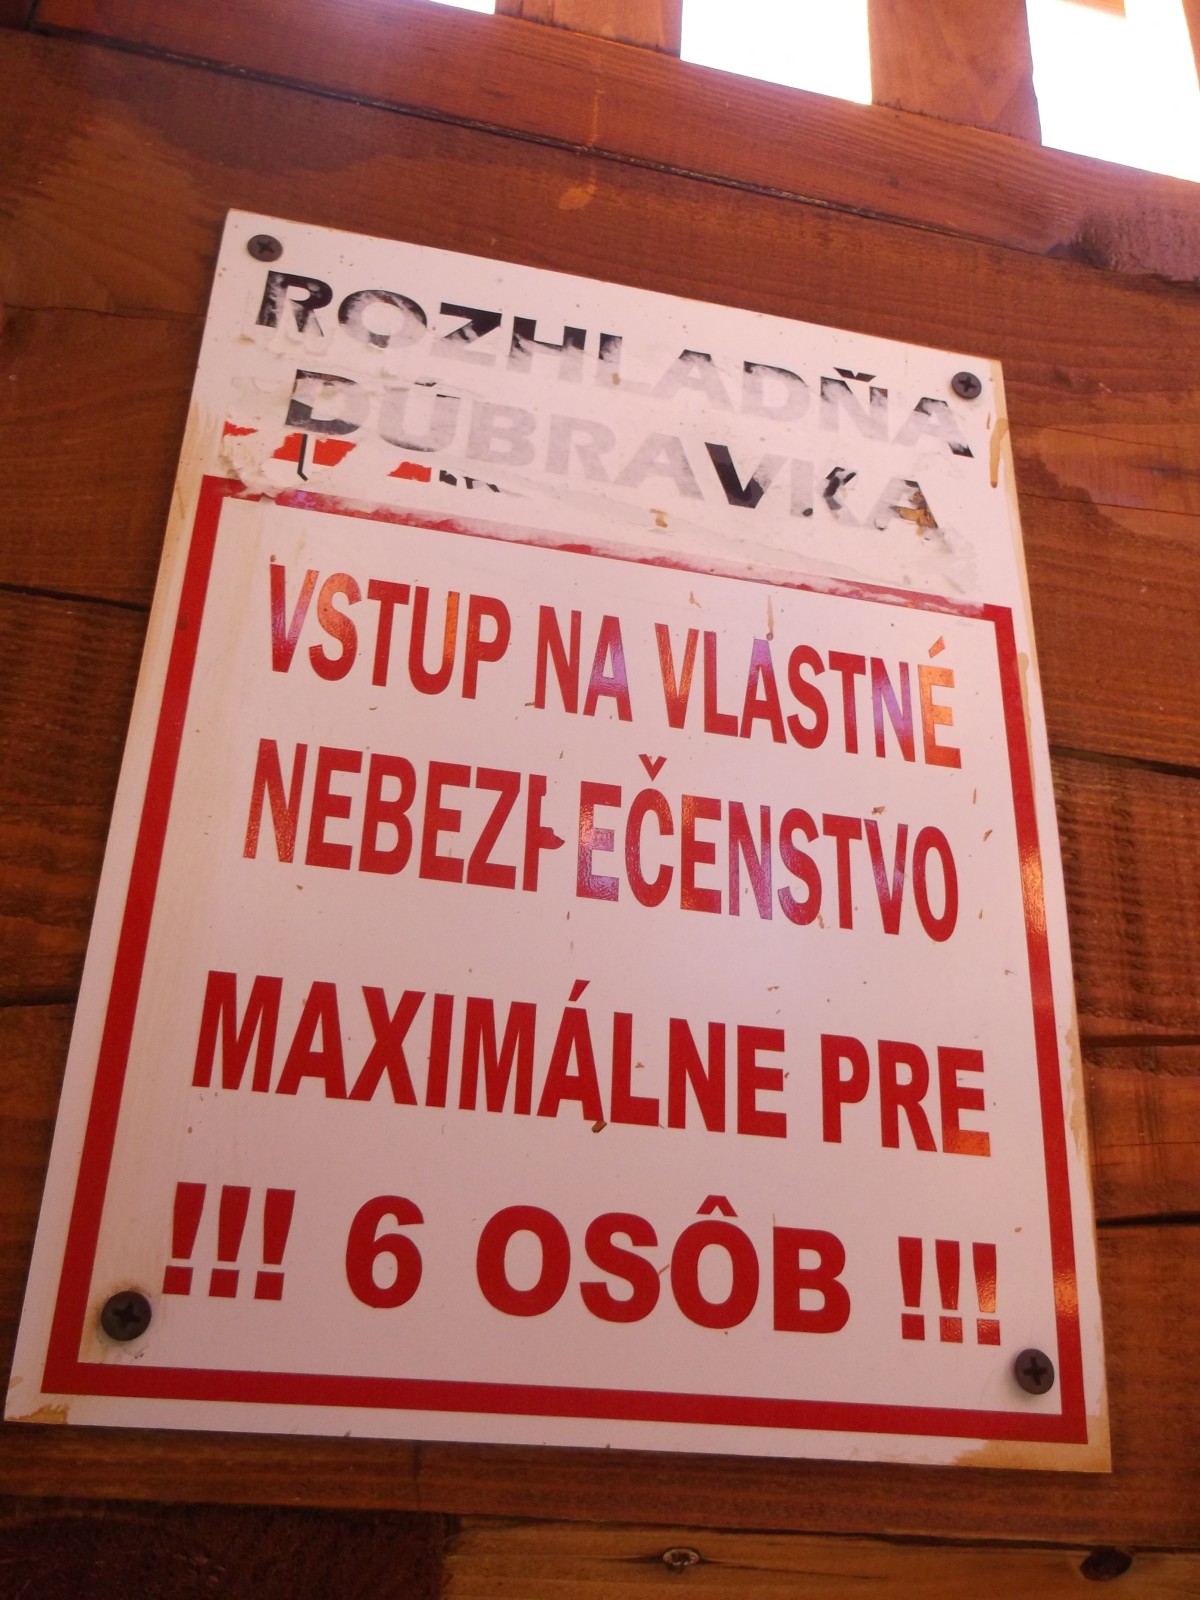 ROZHLADŇA
DÚBRAVKA
VSTUP NA VLASTNÉ
NEBEZPEČENSTVO
MAXIMÁLNE PRE
!!! 6 OSÔB !!!